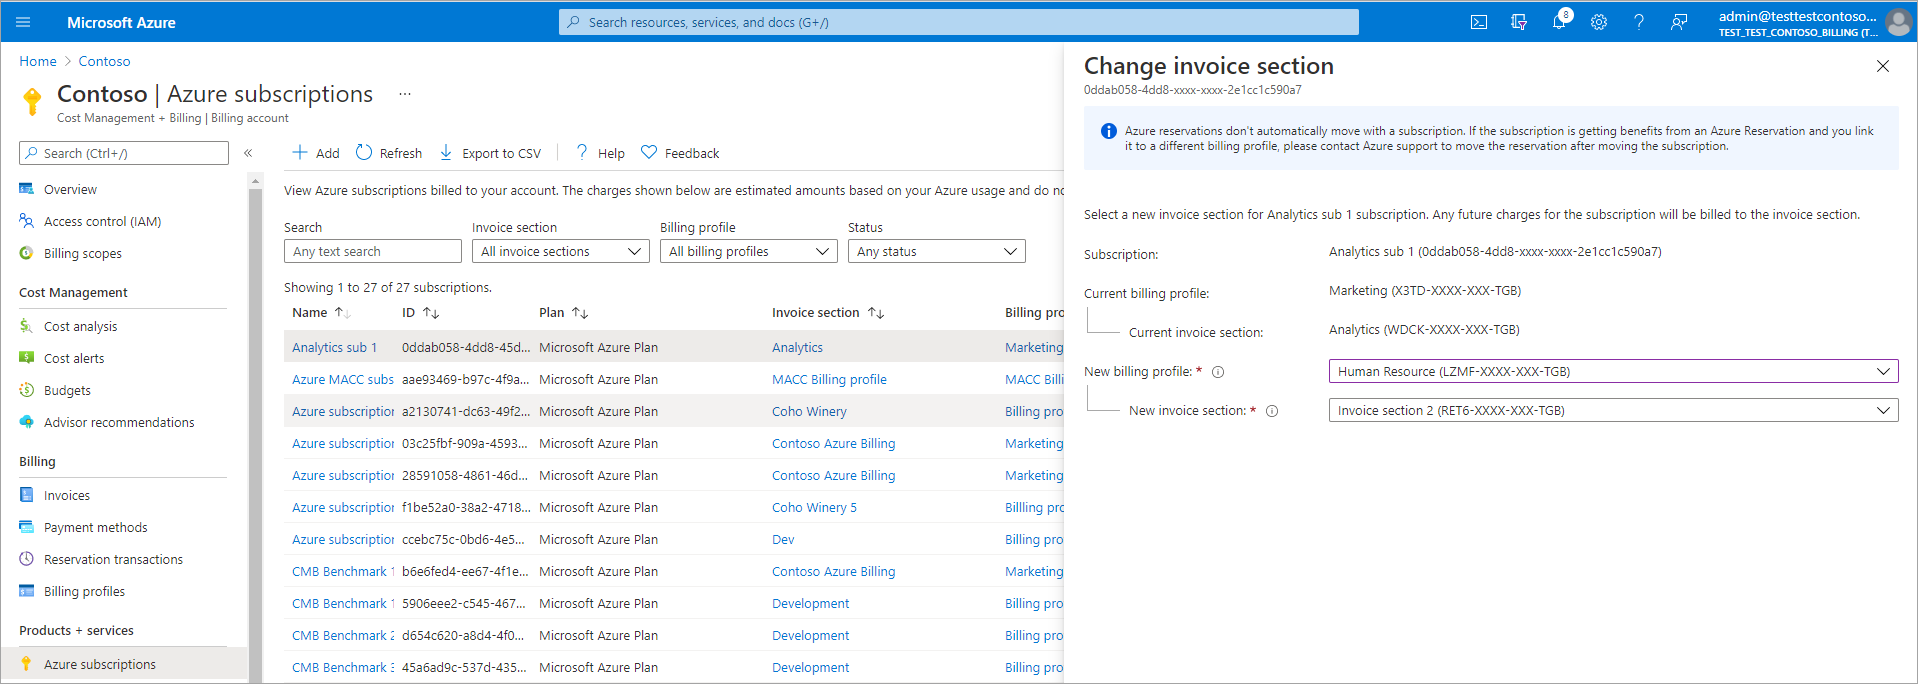 Microsoft Azure
Search resources, services, and docs (G+/)
8
admin@testtestcontoso...
TEST_TEST_CONTOSO_BILLING (T...
Home > Contoso
Contoso | Azure subscriptions ...
Cost Management + Billing | Billing account
Search (Ctrl+/)
«
Overview
Access control (IAM)
Billing scopes
Cost Management
Cost analysis
Cost alerts
Budgets
Advisor recommendations
Billing
Invoices
Payment methods
Reservation transactions
Billing profiles
Products + services
Azure subscriptions
Add Refresh Export to CSV Help Feedback
View Azure subscriptions billed to your account. The charges shown below are estimated amounts based on your Azure usage and do no
Search Invoice section Billing profile Status
Any text search All invoice sections All billing profiles Any status
Showing 1 to 27 of 27 subscriptions.
Name ID Plan Invoice section Billing pro
Analytics sub 1 0ddab058-4dd8-45d... Microsoft Azure Plan Analytics Marketing
Azure MACC subs aae93469-b97c-4f9a... Microsoft Azure Plan MACC Billing profile MACC Billi
Azure subscription a2130741-dc63-49f2... Microsoft Azure Plan Coho Winery Billing pro
Azure subscription 03c25fbf-909a-4593... Microsoft Azure Plan Contoso Azure Billing Marketing
Azure subscription 28591058-4861-46d... Microsoft Azure Plan Contoso Azure Billing Marketing
Azure subscription f1be52a0-38a2-4718... Microsoft Azure Plan Coho Winery 5 Billling pro
Azure subscription ccebc75c-0bd6-4e5... Microsoft Azure Plan Dev Billing pro
CMB Benchmark 1 b6e6fed4-ee67-4f1e... Microsoft Azure Plan Contoso Azure Billing Marketing
CMB Benchmark 1 5906eee2-c545-467... Microsoft Azure Plan Development Billing pro
CMB Benchmark 2 d654c620-a8d4-4f0... Microsoft Azure Plan Development Billing pro
CMB Benchmark 3 45a6ad9c-537d-435... Microsoft Azure Plan Development Billing pro
Change invoice section
0ddab058-4dd8-xxxx-xxxx-2e1cc1c590a7
Azure reservations don't automatically move with a subscription. If the subscription is getting benefits from an Azure Reservation and you link
it to a different billing profile, please contact Azure support to move the reservation after moving the subscription.
Select a new invoice section for Analytics sub 1 subscription. Any future charges for the subscription will be billed to the invoice section.
Subscription: Analytics sub 1 (0ddab058-4dd8-xxxx-xxxx-2e1cc1c590a7)
Current billing profile: Marketing (X3TD-XXXX-XXX-TGB)
Current invoice section: Analytics (WDCK-XXXX-XXX-TGB)
New billing profile: * Human Resource (LZMF-XXXX-XXX-TGB)
New invoice section: * Invoice section 2 (RET6-XXXX-XXX-TGB)